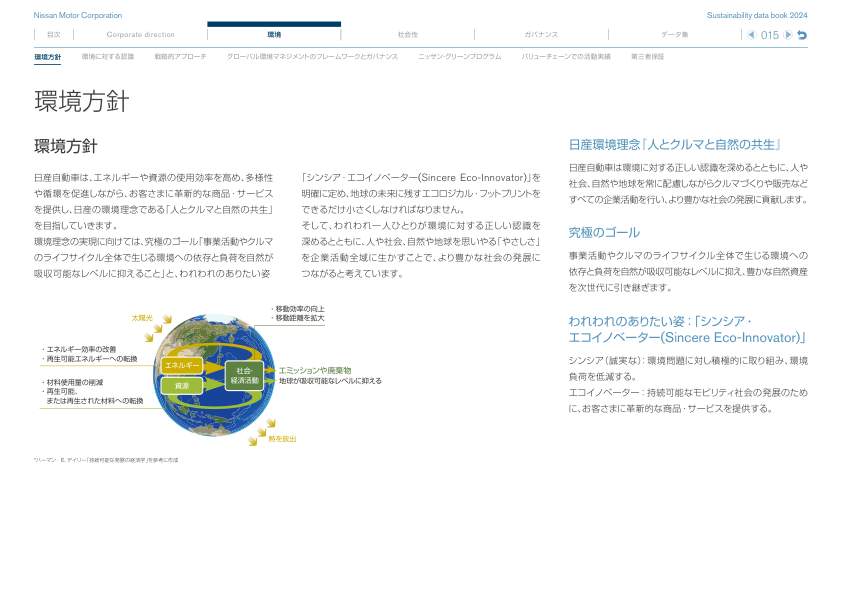 Nissan Motor Corporation
Sustainability data book 2024
目次
Corporate direction
環境
社会性
ガバナンス
データ集
015
環境方針
環境に対する認識
戦略的アプローチ
グローバル環境マネジメントのフレームワークとガバナンス
ニッサン・グリーンプログラム
バリューチェーンでの活動実績
第三者保証
環境方針
環境方針
日産自動車は、エネルギーや資源の使用効率を高め、多様性
や循環を促進しながら、お客さまに革新的な商品・サービス
を提供し、日産の環境理念である「人とクルマと自然の共生」
を目指していきます。
環境理念の実現に向けては、究極のゴール「事業活動やクルマ
のライフサイクル全体で生じる環境への依存と負荷を自然が
吸収可能なレベルに抑えること」と、われわれのありたい姿
「シンシア・エコイノベーター(Sincere Eco-Innovator)」を
明確に定め、地球の未来に残すエコロジカル・フットプリントを
できるだけ小さくしなければなりません。
そして、われわれ一人ひとりが環境に対する正しい認識を
深めるとともに、人や社会、自然や地球を思いやる「やさしさ」
を企業活動全域に生かすことで、より豊かな社会の発展に
つながると考えています。
日産環境理念『人とクルマと自然の共生』
日産自動車は環境に対する正しい認識を深めるとともに、人や
社会、自然や地球を常に配慮しながらクルマづくりや販売など
すべての企業活動を行い、より豊かな社会の発展に貢献します。
究極のゴール
事業活動やクルマのライフサイクル全体で生じる環境への
依存と負荷を自然が吸収可能なレベルに抑え、豊かな自然資産
を次世代に引き継ぎます。
われわれのありたい姿：「シンシア・
エコイノベーター(Sincere Eco-Innovator)」
シンシア（誠実な）：環境問題に対し積極的に取り組み、環境
負荷を低減する。
エコイノベーター：持続可能なモビリティ社会の発展のため
に、お客さまに革新的な商品・サービスを提供する。
太陽光
・移動効率の向上
・移動距離を拡大
・エネルギー効率の改善
・再生可能エネルギーへの転換
エネルギー
資源
社会・
経済活動
エミッションや廃棄物
地球が吸収可能なレベルに抑える
・材料使用量の削減
・再生可能、
または再生された材料への転換
熱を放出
*ハーマン・E. デイリー「持続可能な発展の経済学」を参考に作成